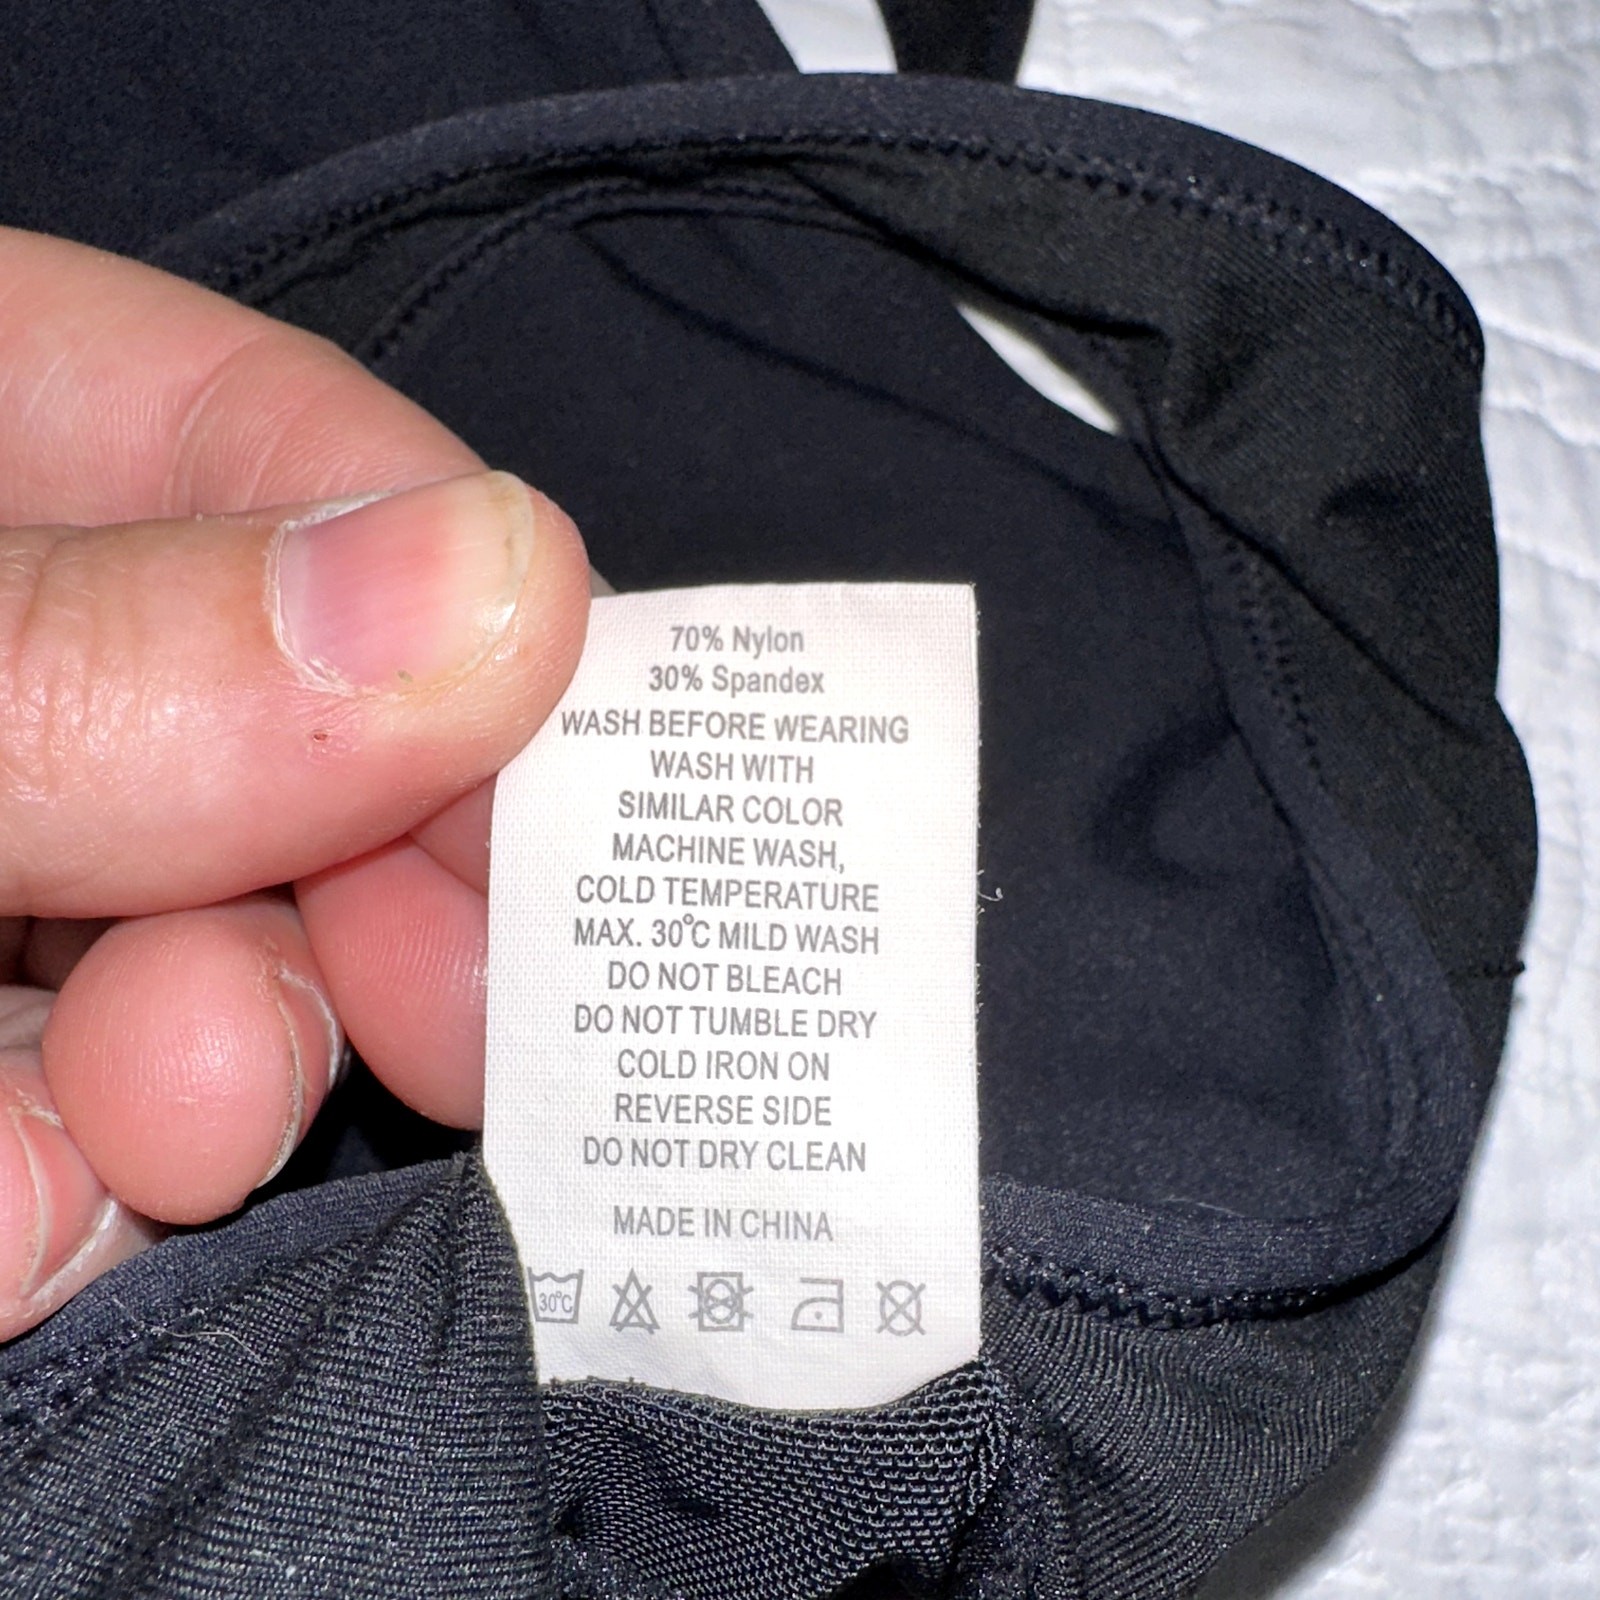 70% Nylon
30% Spandex
WASH BEFORE WEARING
WASH WITH
SIMILAR COLOR
MACHINE WASH,
COLD TEMPERATURE
MAX. 30°C MILD WASH
DO NOT BLEACH
DO NOT TUMBLE DRY
COLD IRON ON
REVERSE SIDE
DO NOT DRY CLEAN
MADE IN CHINA
30°C